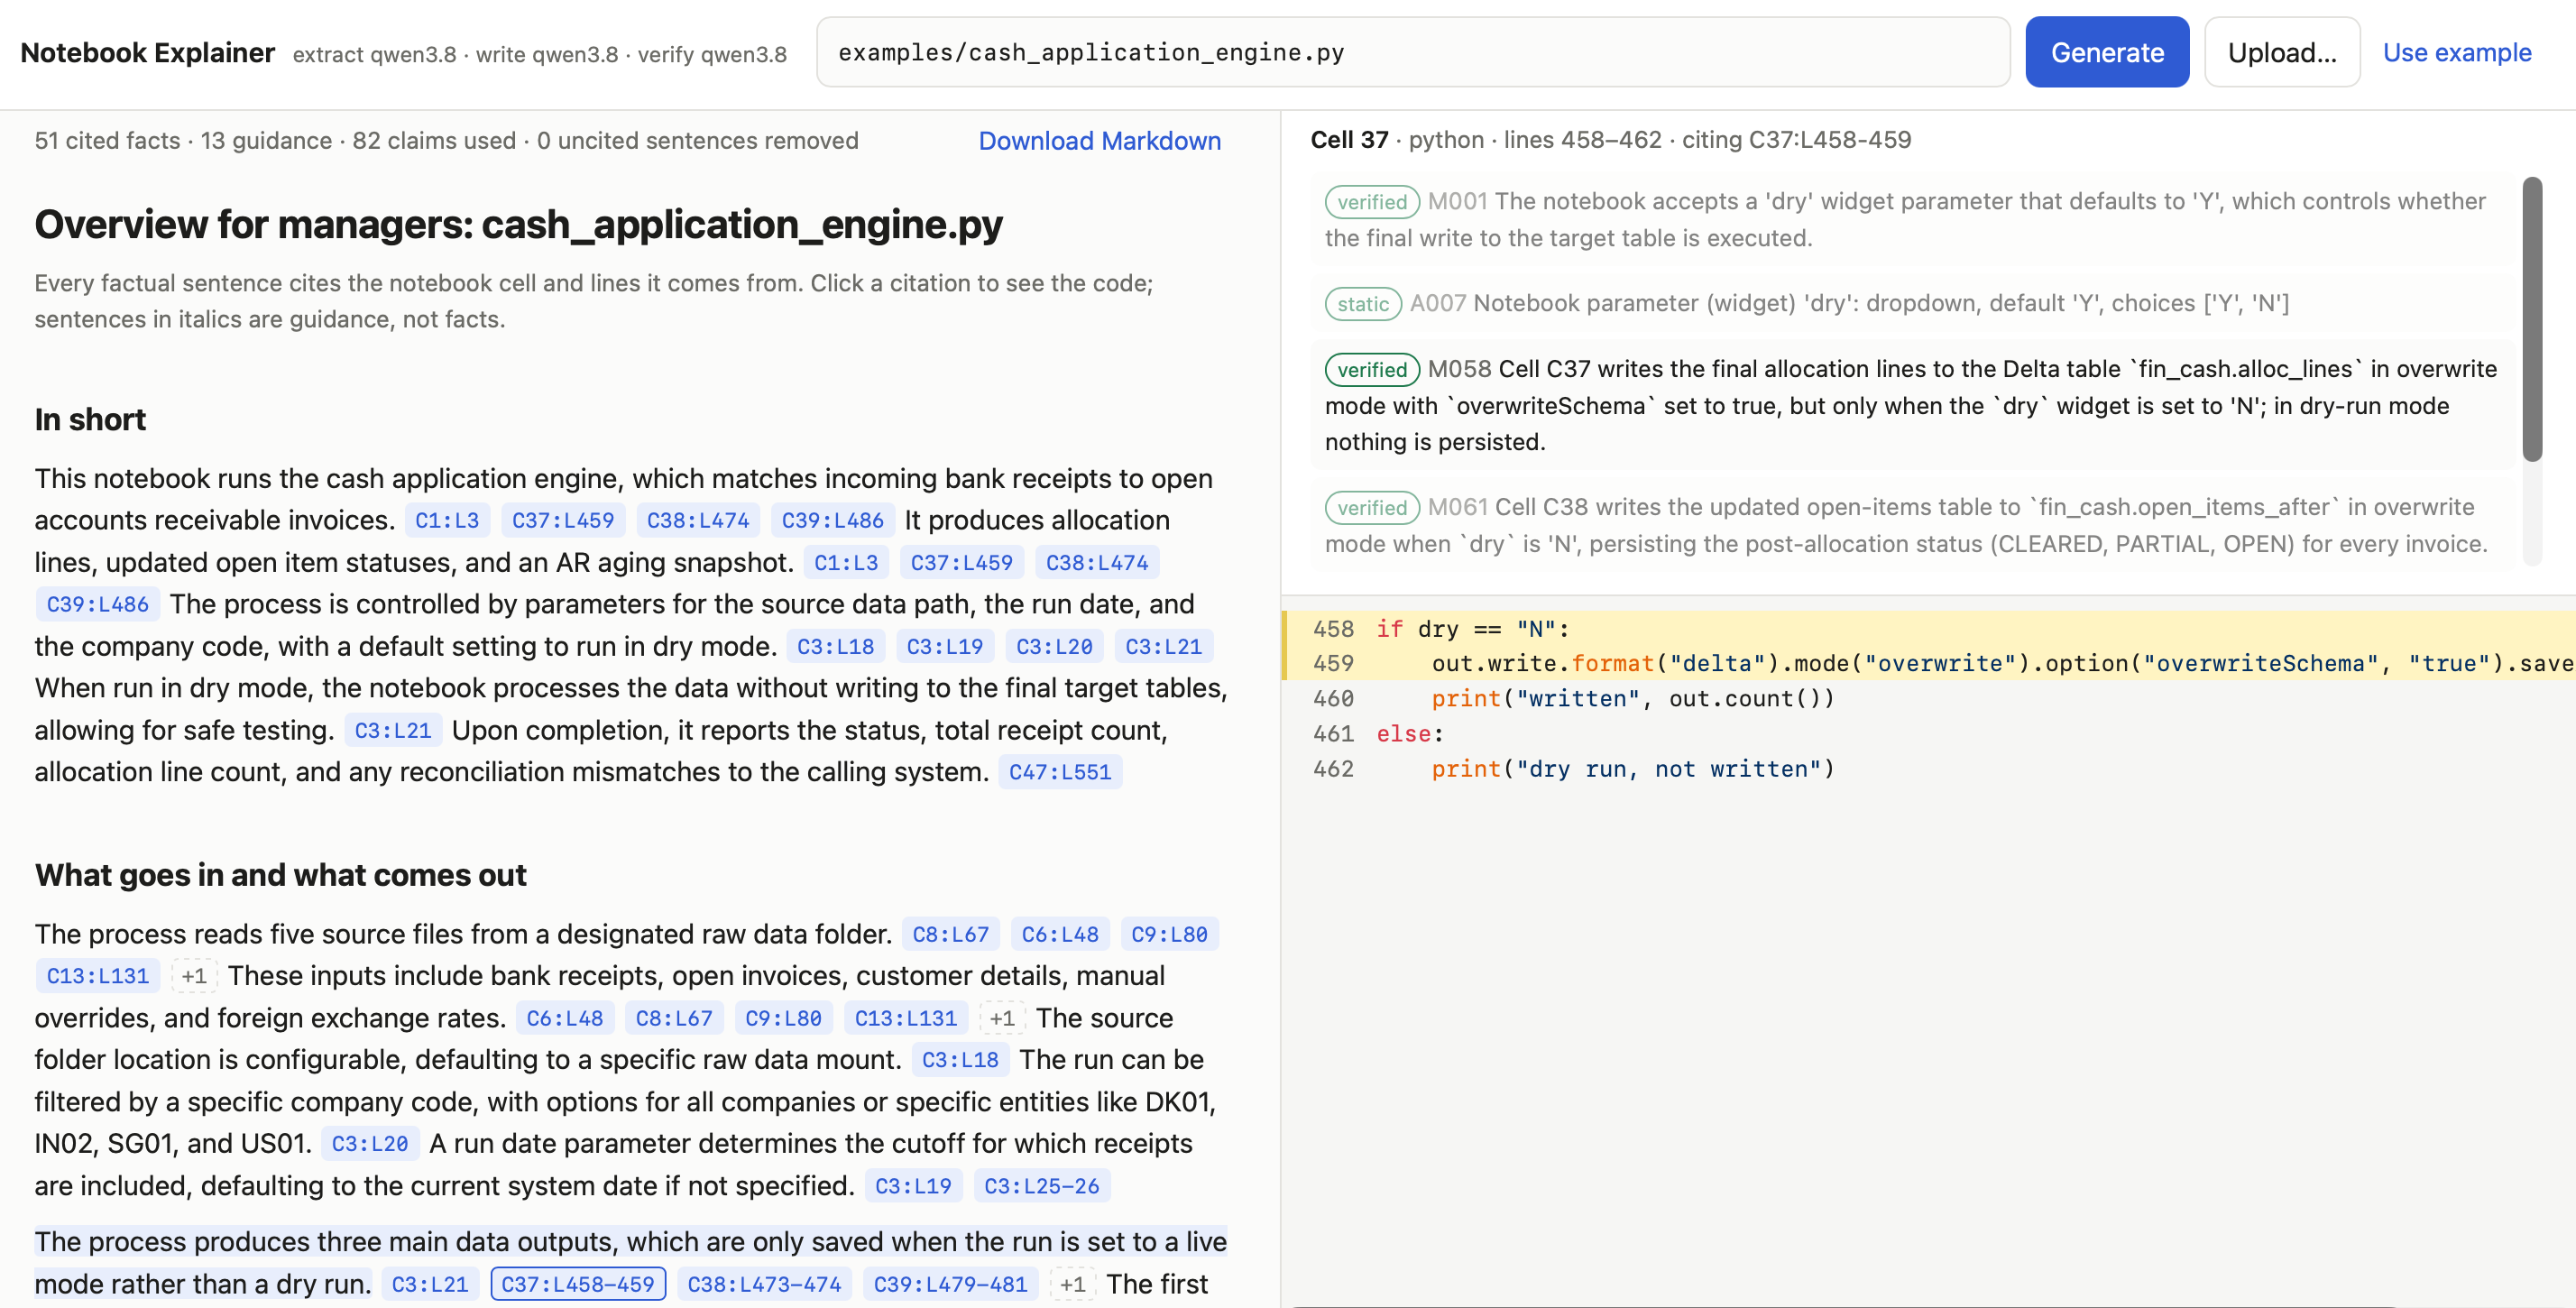 Notebook Explainer extract qwen3.8 · write qwen3.8 · verify qwen3.8 examples/cash_application_engine.py Generate Upload... Use example
51 cited facts · 13 guidance · 82 claims used · 0 uncited sentences removed Download Markdown
Overview for managers: cash_application_engine.py
Every factual sentence cites the notebook cell and lines it comes from. Click a citation to see the code;
sentences in italics are guidance, not facts.
In short
This notebook runs the cash application engine, which matches incoming bank receipts to open
accounts receivable invoices. C1:L3 C37:L459 C38:L474 C39:L486 It produces allocation
lines, updated open item statuses, and an AR aging snapshot. C1:L3 C37:L459 C38:L474
C39:L486 The process is controlled by parameters for the source data path, the run date, and
the company code, with a default setting to run in dry mode. C3:L18 C3:L19 C3:L20 C3:L21
When run in dry mode, the notebook processes the data without writing to the final target tables,
allowing for safe testing. C3:L21 Upon completion, it reports the status, total receipt count,
allocation line count, and any reconciliation mismatches to the calling system. C47:L551
What goes in and what comes out
The process reads five source files from a designated raw data folder. C8:L67 C6:L48 C9:L80
C13:L131 +1 These inputs include bank receipts, open invoices, customer details, manual
overrides, and foreign exchange rates. C6:L48 C8:L67 C9:L80 C13:L131 +1 The source
folder location is configurable, defaulting to a specific raw data mount. C3:L18 The run can be
filtered by a specific company code, with options for all companies or specific entities like DK01,
IN02, SG01, and US01. C3:L20 A run date parameter determines the cutoff for which receipts
are included, defaulting to the current system date if not specified. C3:L19 C3:L25–26
The process produces three main data outputs, which are only saved when the run is set to a live
mode rather than a dry run. C3:L21 C37:L458–459 C38:L473–474 C39:L479–481 +1 The first
Cell 37 · python · lines 458–462 · citing C37:L458-459
verified M001 The notebook accepts a 'dry' widget parameter that defaults to 'Y', which controls whether
the final write to the target table is executed.
static A007 Notebook parameter (widget) 'dry': dropdown, default 'Y', choices ['Y', 'N']
verified M058 Cell C37 writes the final allocation lines to the Delta table `fin_cash.alloc_lines` in overwrite
mode with `overwriteSchema` set to true, but only when the `dry` widget is set to 'N'; in dry-run mode
nothing is persisted.
verified M061 Cell C38 writes the updated open-items table to `fin_cash.open_items_after` in overwrite
mode when `dry` is 'N', persisting the post-allocation status (CLEARED, PARTIAL, OPEN) for every invoice.
458 if dry == "N":
459 out.write.format("delta").mode("overwrite").option("overwriteSchema", "true").save
460 print("written", out.count())
461 else:
462 print("dry run, not written")